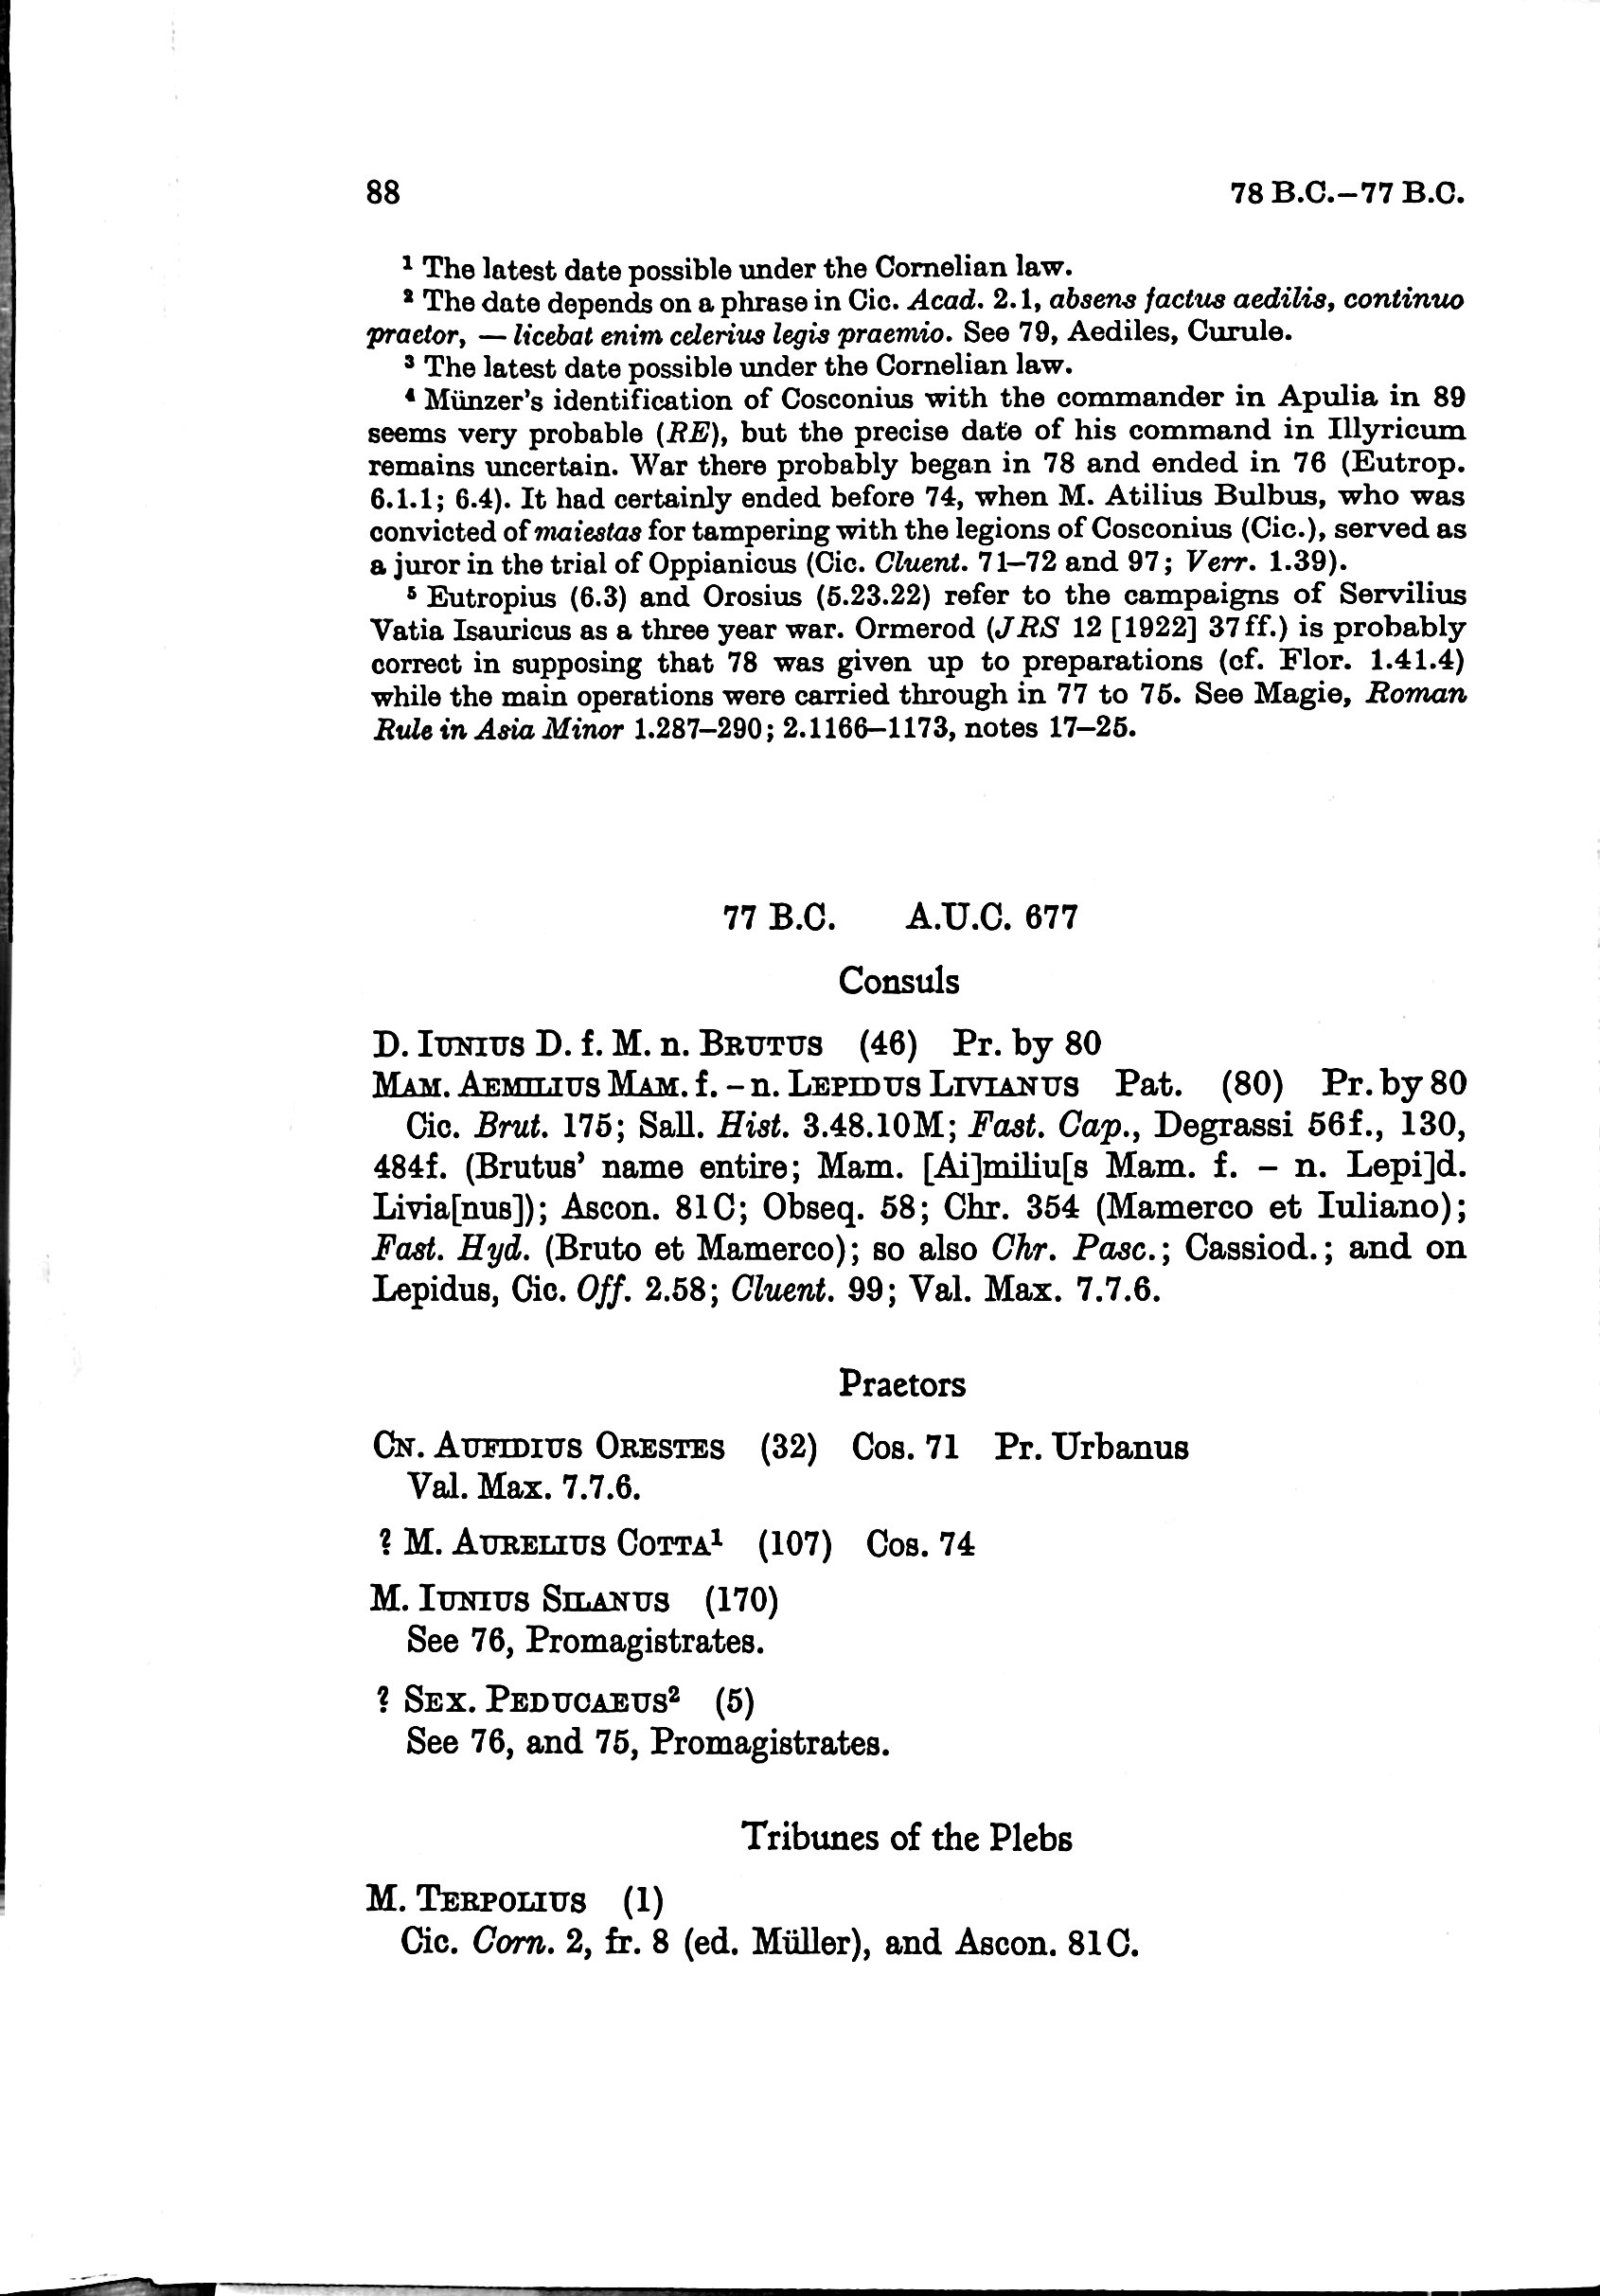 88 78 B.C.–77 B.C.
¹ The latest date possible under the Cornelian law.
² The date depends on a phrase in Cic. Acad. 2.1, absens factus aedilis, continuo
praetor, — licebat enim celerius legis praemio. See 79, Aediles, Curule.
³ The latest date possible under the Cornelian law.
⁴ Münzer's identification of Cosconius with the commander in Apulia in 89
seems very probable (RE), but the precise date of his command in Illyricum
remains uncertain. War there probably began in 78 and ended in 76 (Eutrop.
6.1.1; 6.4). It had certainly ended before 74, when M. Atilius Bulbus, who was
convicted of maiestas for tampering with the legions of Cosconius (Cic.), served as
a juror in the trial of Oppianicus (Cic. Cluent. 71–72 and 97; Verr. 1.39).
⁵ Eutropius (6.3) and Orosius (5.23.22) refer to the campaigns of Servilius
Vatia Isauricus as a three year war. Ormerod (JRS 12 [1922] 37ff.) is probably
correct in supposing that 78 was given up to preparations (cf. Flor. 1.41.4)
while the main operations were carried through in 77 to 75. See Magie, Roman
Rule in Asia Minor 1.287–290; 2.1166–1173, notes 17–25.
77 B.C. A.U.C. 677
Consuls
D. IUNIUS D. f. M. n. BRUTUS (46) Pr. by 80
MAM. AEMILIUS MAM. f. – n. LEPIDUS LIVIANUS Pat. (80) Pr. by 80
Cic. Brut. 175; Sall. Hist. 3.48.10M; Fast. Cap., Degrassi 56f., 130,
484f. (Brutus' name entire; Mam. [Ai]miliu[s Mam. f. – n. Lepi]d.
Livia[nus]); Ascon. 81C; Obseq. 58; Chr. 354 (Mamerco et Iuliano);
Fast. Hyd. (Bruto et Mamerco); so also Chr. Pasc.; Cassiod.; and on
Lepidus, Cic. Off. 2.58; Cluent. 99; Val. Max. 7.7.6.
Praetors
CN. AUFIDIUS ORESTES (32) Cos. 71 Pr. Urbanus
Val. Max. 7.7.6.
? M. AURELIUS COTTA¹ (107) Cos. 74
M. IUNIUS SILANUS (170)
See 76, Promagistrates.
? SEX. PEDUCAEUS² (5)
See 76, and 75, Promagistrates.
Tribunes of the Plebs
M. TERPOLIUS (1)
Cic. Corn. 2, fr. 8 (ed. Müller), and Ascon. 81C.